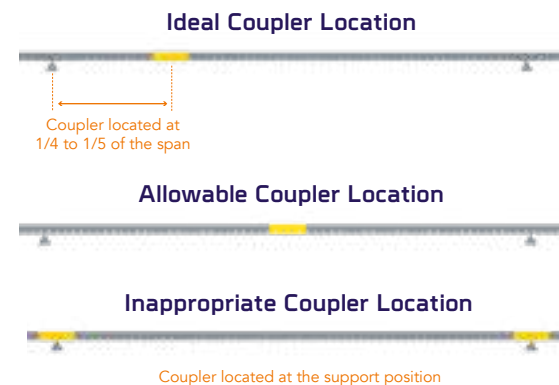 Ideal Coupler Location
Coupler located at
1/4 to 1/5 of the span
Allowable Coupler Location
Inappropriate Coupler Location
Coupler located at the support position